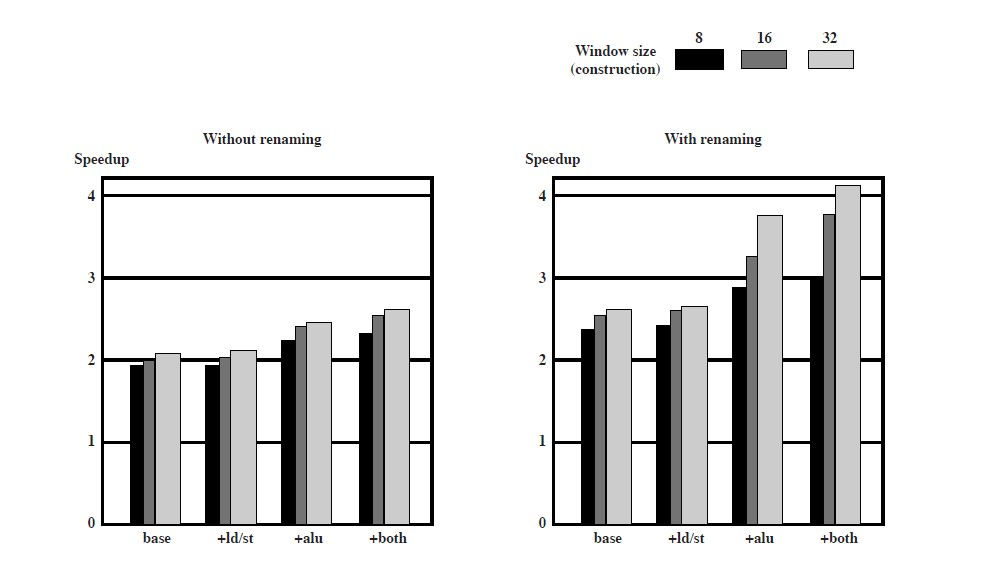 8 16 32
Window size
(construction)
Without renaming
Speedup
4
3
2
1
0
base +ld/st +alu +both
With renaming
Speedup
4
3
2
1
0
base +ld/st +alu +both